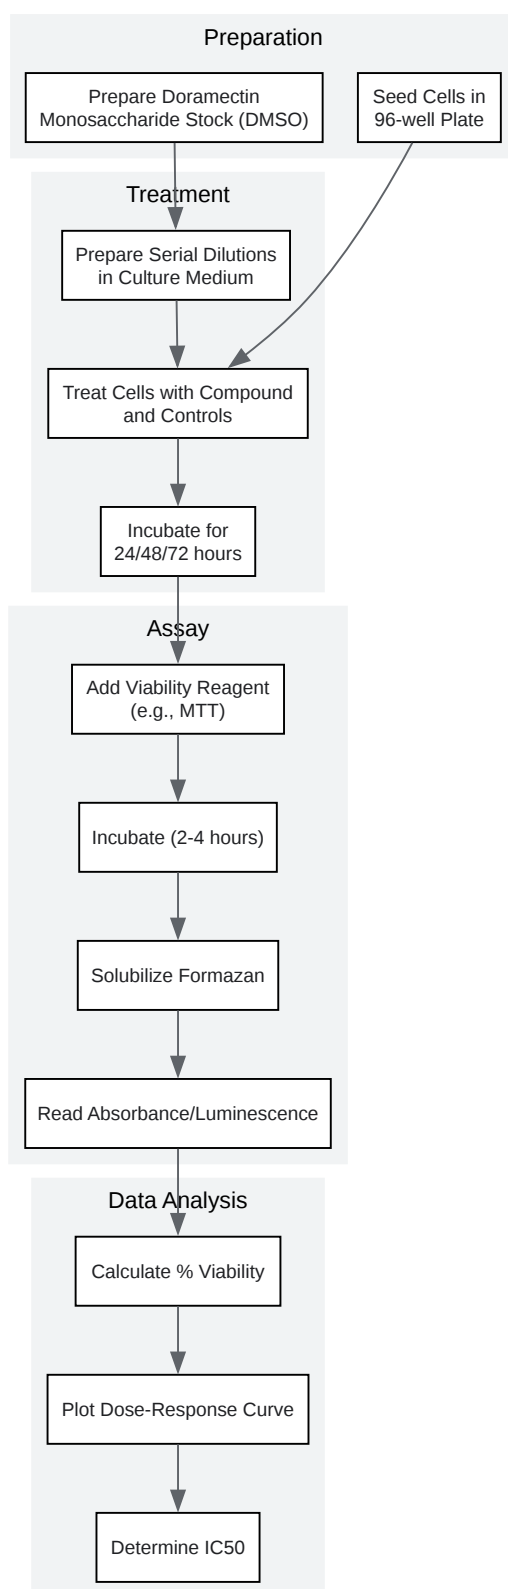 Preparation
Prepare Doramectin
Monosaccharide Stock (DMSO)
Seed Cells in
96-well Plate
Treatment
Prepare Serial Dilutions
in Culture Medium
Treat Cells with Compound
and Controls
Incubate for
24/48/72 hours
Assay
Add Viability Reagent
(e.g., MTT)
Incubate (2-4 hours)
Solubilize Formazan
Read Absorbance/Luminescence
Data Analysis
Calculate % Viability
Plot Dose-Response Curve
Determine IC50